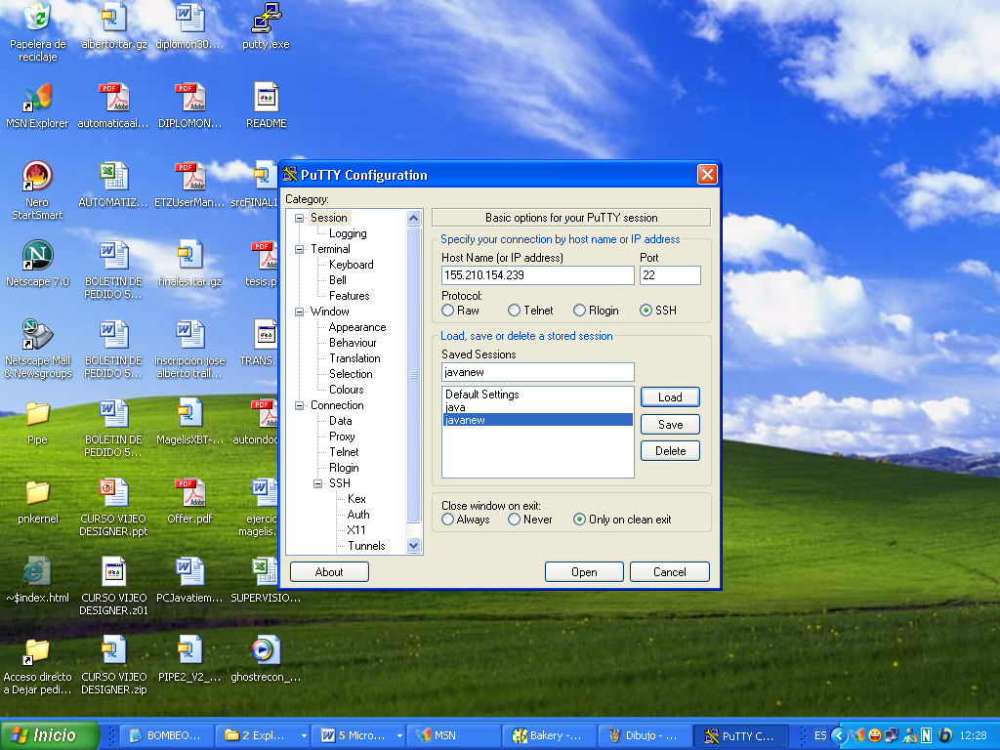 Papelera de
reciclaje
alberto.tar.gz
diplomon30....
putty.exe
MSN Explorer
automaticaal...
DIPLOMON...
README
Nero
StartSmart
AUTOMATIZ...
ETZUserMan...
srcFINAL1
Netscape 7.0
BOLETIN DE
PEDIDO 5...
finales.tar.gz
tesis.p
Netscape Mail
& Newsgroups
BOLETIN DE
PEDIDO 5...
inscripcion jose
alberto trall...
TRANS.
Pipe
BOLETIN DE
PEDIDO 5...
MagelisXBT-...
autoindoc
pnkernel
CURSO VIJEO
DESIGNER.ppt
Offer.pdf
ejercic
magelis.
~$index.html
CURSO VIJEO
DESIGNER.z01
PCJavatiem...
SUPERVISIO...
Acceso directo
a Dejar pedi...
CURSO VIJEO
DESIGNER.zip
PIPE2_V2_...
ghostrecon_...
PuTTY Configuration
Category:
Session
Logging
Terminal
Keyboard
Bell
Features
Window
Appearance
Behaviour
Translation
Selection
Colours
Connection
Data
Proxy
Telnet
Rlogin
SSH
Kex
Auth
X11
Tunnels
Basic options for your PuTTY session
Specify your connection by host name or IP address
Host Name (or IP address)
Port
155.210.154.239
22
Protocol:
Raw
Telnet
Rlogin
SSH
Load, save or delete a stored session
Saved Sessions
javanew
Default Settings
java
javanew
Load
Save
Delete
Close window on exit:
Always
Never
Only on clean exit
About
Open
Cancel
Inicio
BOMBEO...
2 Expl...
5 Micro...
MSN
Bakery -...
Dibujo - ...
PuTTY C...
ES
12:28